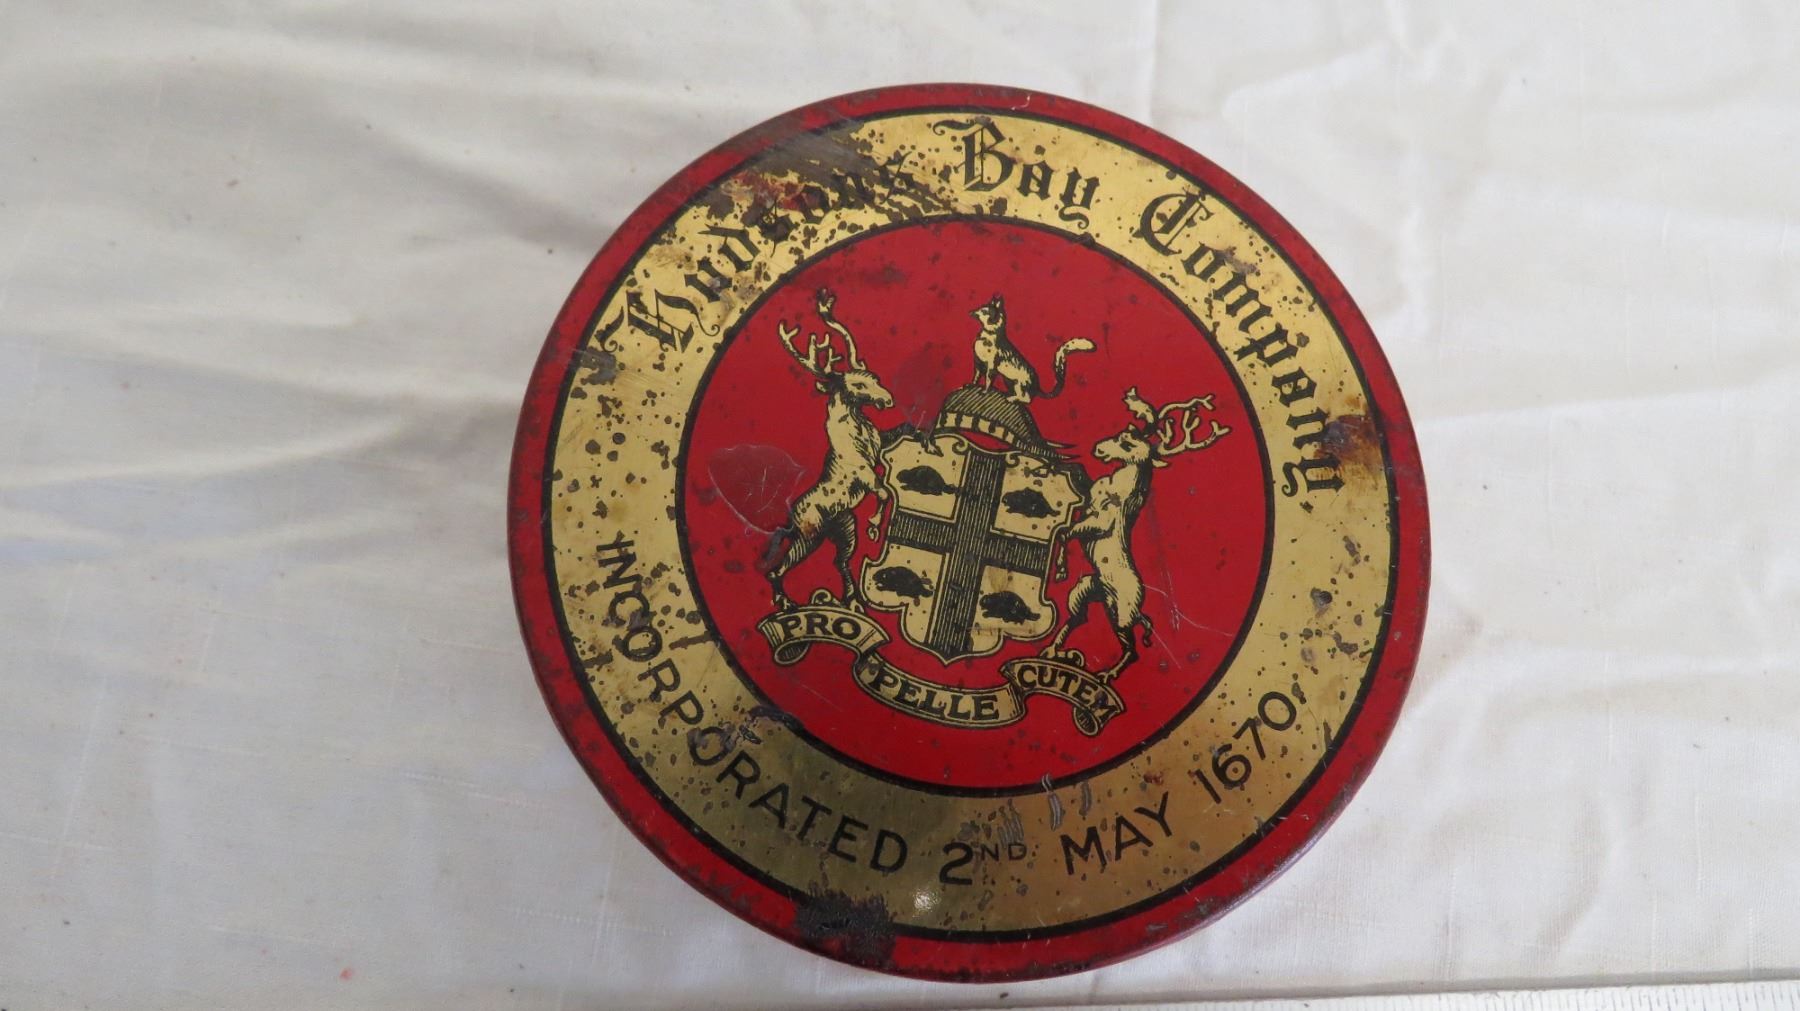 Hudson's Bay Company
PRO
PELLE
CUTEM
INCORPORATED 2ND MAY 1670